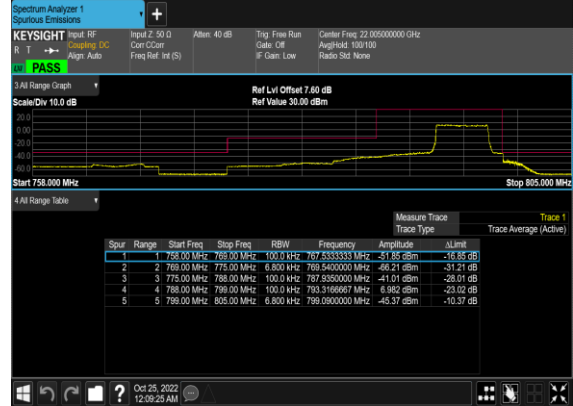 Spectrum Analyzer 1
Spurious Emissions
KEYSIGHT Input: RF Input Z: 50 Ω Atten: 40 dB Trig: Free Run Center Freq: 22.005000000 GHz
R T Coupling: DC Corr CCorr Gate: Off Avg|Hold: 100/100
Align: Auto Freq Ref: Int (S) IF Gain: Low Radio Std: None
LU PASS
3.All Range Graph
Ref Lvl Offset 7.60 dB
Scale/Div 10.0 dB Ref Value 30.00 dBm
20.0
0.00
-20.0
-40.0
-60.0
Start 758.000 MHz Stop 805.000 MHz
4.All Range Table
Measure Trace Trace 1
Trace Type Trace Average (Active)
Spur Range Start Freq Stop Freq RBW Frequency Amplitude ΔLimit
1 1 758.00 MHz 769.00 MHz 100.0 kHz 767.5333333 MHz -51.85 dBm -16.85 dB
2 2 769.00 MHz 775.00 MHz 6.800 kHz 769.5400000 MHz -66.21 dBm -31.21 dB
3 3 775.00 MHz 788.00 MHz 100.0 kHz 787.9350000 MHz -41.01 dBm -28.01 dB
4 4 788.00 MHz 799.00 MHz 100.0 kHz 793.3166667 MHz 6.982 dBm -23.02 dB
5 5 799.00 MHz 805.00 MHz 6.800 kHz 799.0900000 MHz -45.37 dBm -10.37 dB
Oct 25, 2022
12:09:25 AM